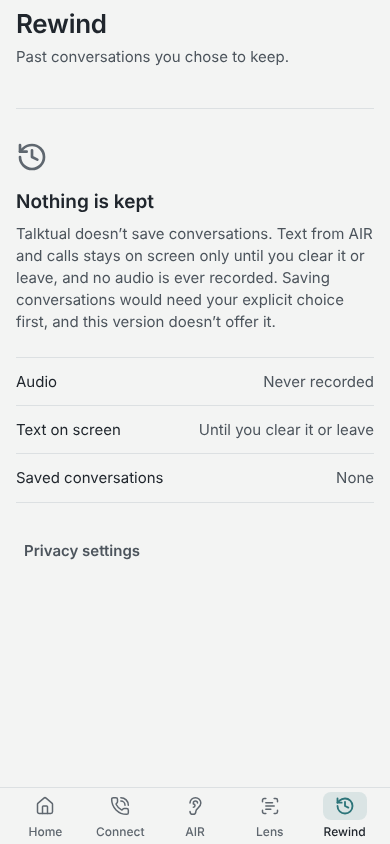 Rewind
Past conversations you chose to keep.
Nothing is kept
Talktual doesn’t save conversations. Text from AIR
and calls stays on screen only until you clear it or
leave, and no audio is ever recorded. Saving
conversations would need your explicit choice
first, and this version doesn’t offer it.
Audio Never recorded
Text on screen Until you clear it or leave
Saved conversations None
Privacy settings
Home Connect AIR Lens Rewind